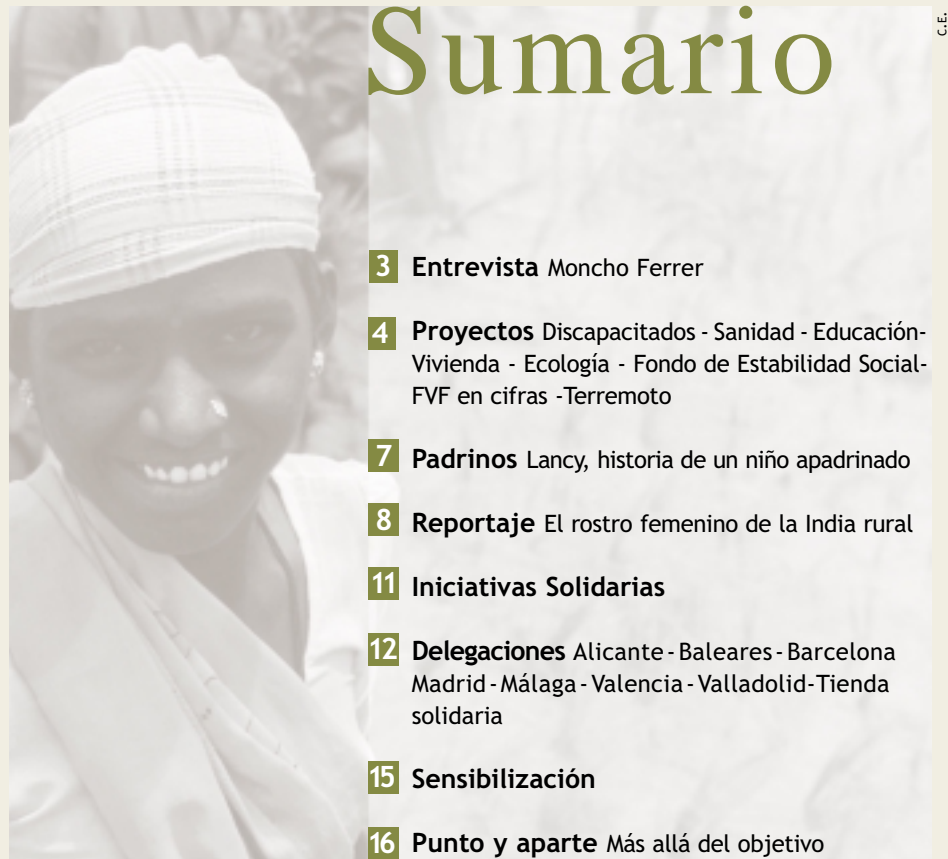 Sumario
C.E.
3 Entrevista Moncho Ferrer
4 Proyectos Discapacitados - Sanidad - Educación-
Vivienda - Ecología - Fondo de Estabilidad Social-
FVF en cifras -Terremoto
7 Padrinos Lancy, historia de un niño apadrinado
8 Reportaje El rostro femenino de la India rural
11 Iniciativas Solidarias
12 Delegaciones Alicante - Baleares - Barcelona
Madrid - Málaga - Valencia - Valladolid-Tienda
solidaria
15 Sensibilización
16 Punto y aparte Más allá del objetivo